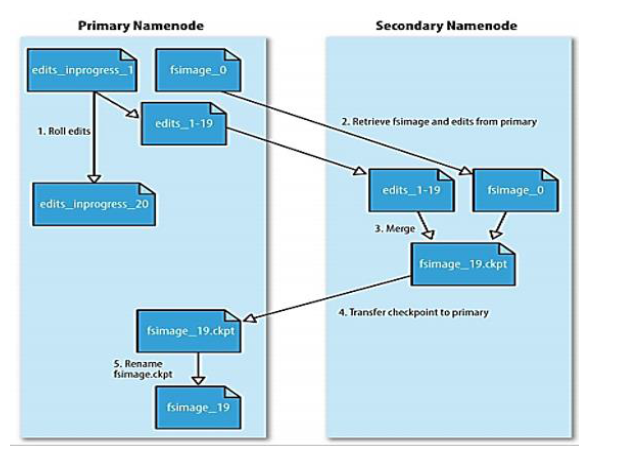 Primary Namenode
Secondary Namenode
edits_inprogress_1
fsimage_0
1. Roll edits
edits_1-19
2. Retrieve fsimage and edits from primary
edits_inprogress_20
edits_1-19
fsimage_0
3. Merge
fsimage_19.ckpt
4. Transfer checkpoint to primary
fsimage_19.ckpt
5. Rename
fsimage.ckpt
fsimage_19